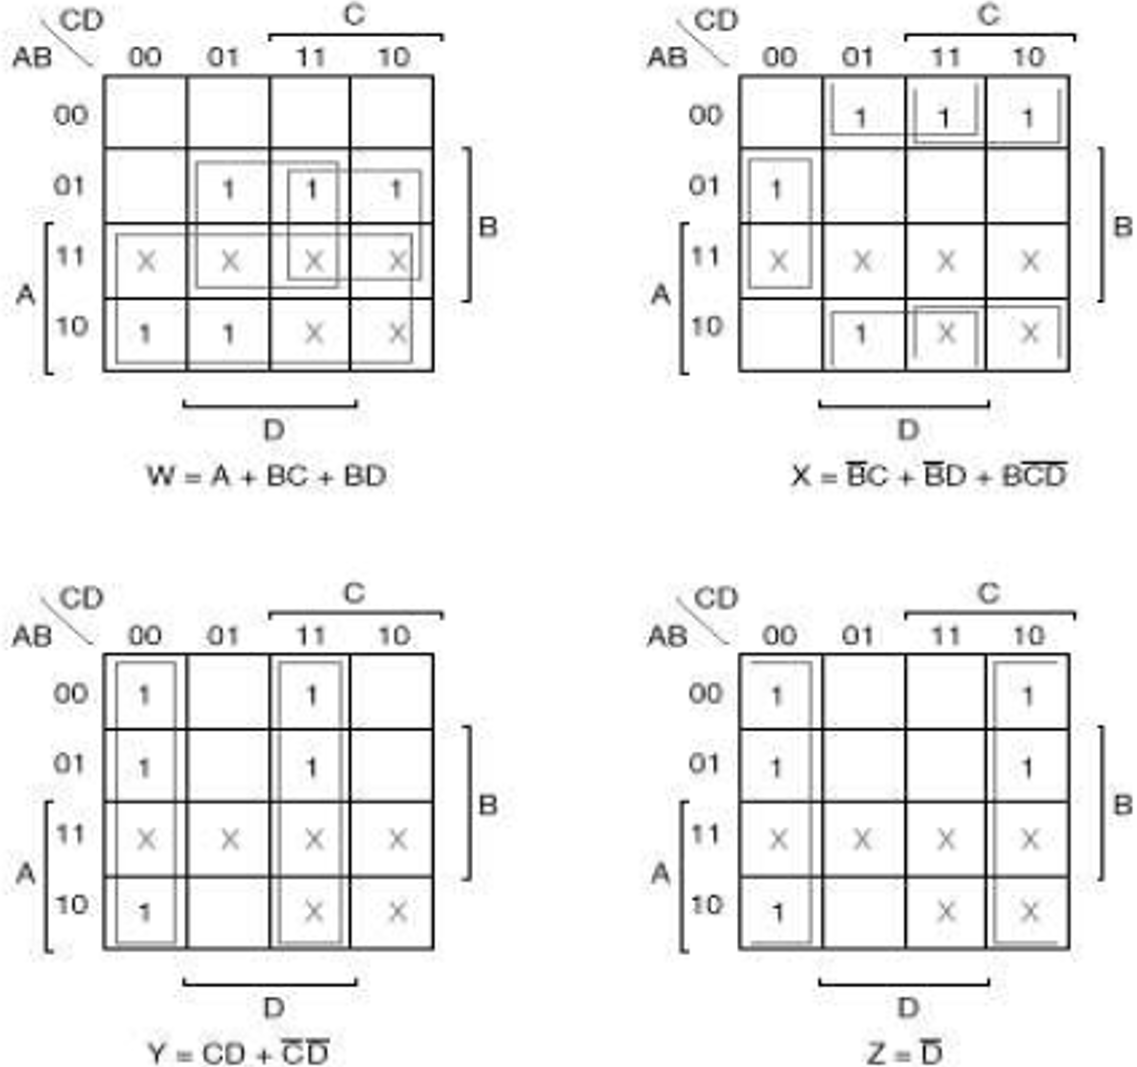 CD C CD C
AB 00 01 11 10 AB 00 01 11 10
00 00 1 1 1
01 1 1 1 B 01 1 B
A 11 X X X X A 11 X X X X
10 1 1 X X 10 1 X X
D D
W = A + BC + BD X = B̅C + B̅D + BC̅D̅
CD C CD C
AB 00 01 11 10 AB 00 01 11 10
00 1 1 00 1 1
01 1 1 B 01 1 1 B
A 11 X X X X A 11 X X X X
10 1 X X 10 1 X X
D D
Y = CD + C̅D̅ Z = D̅